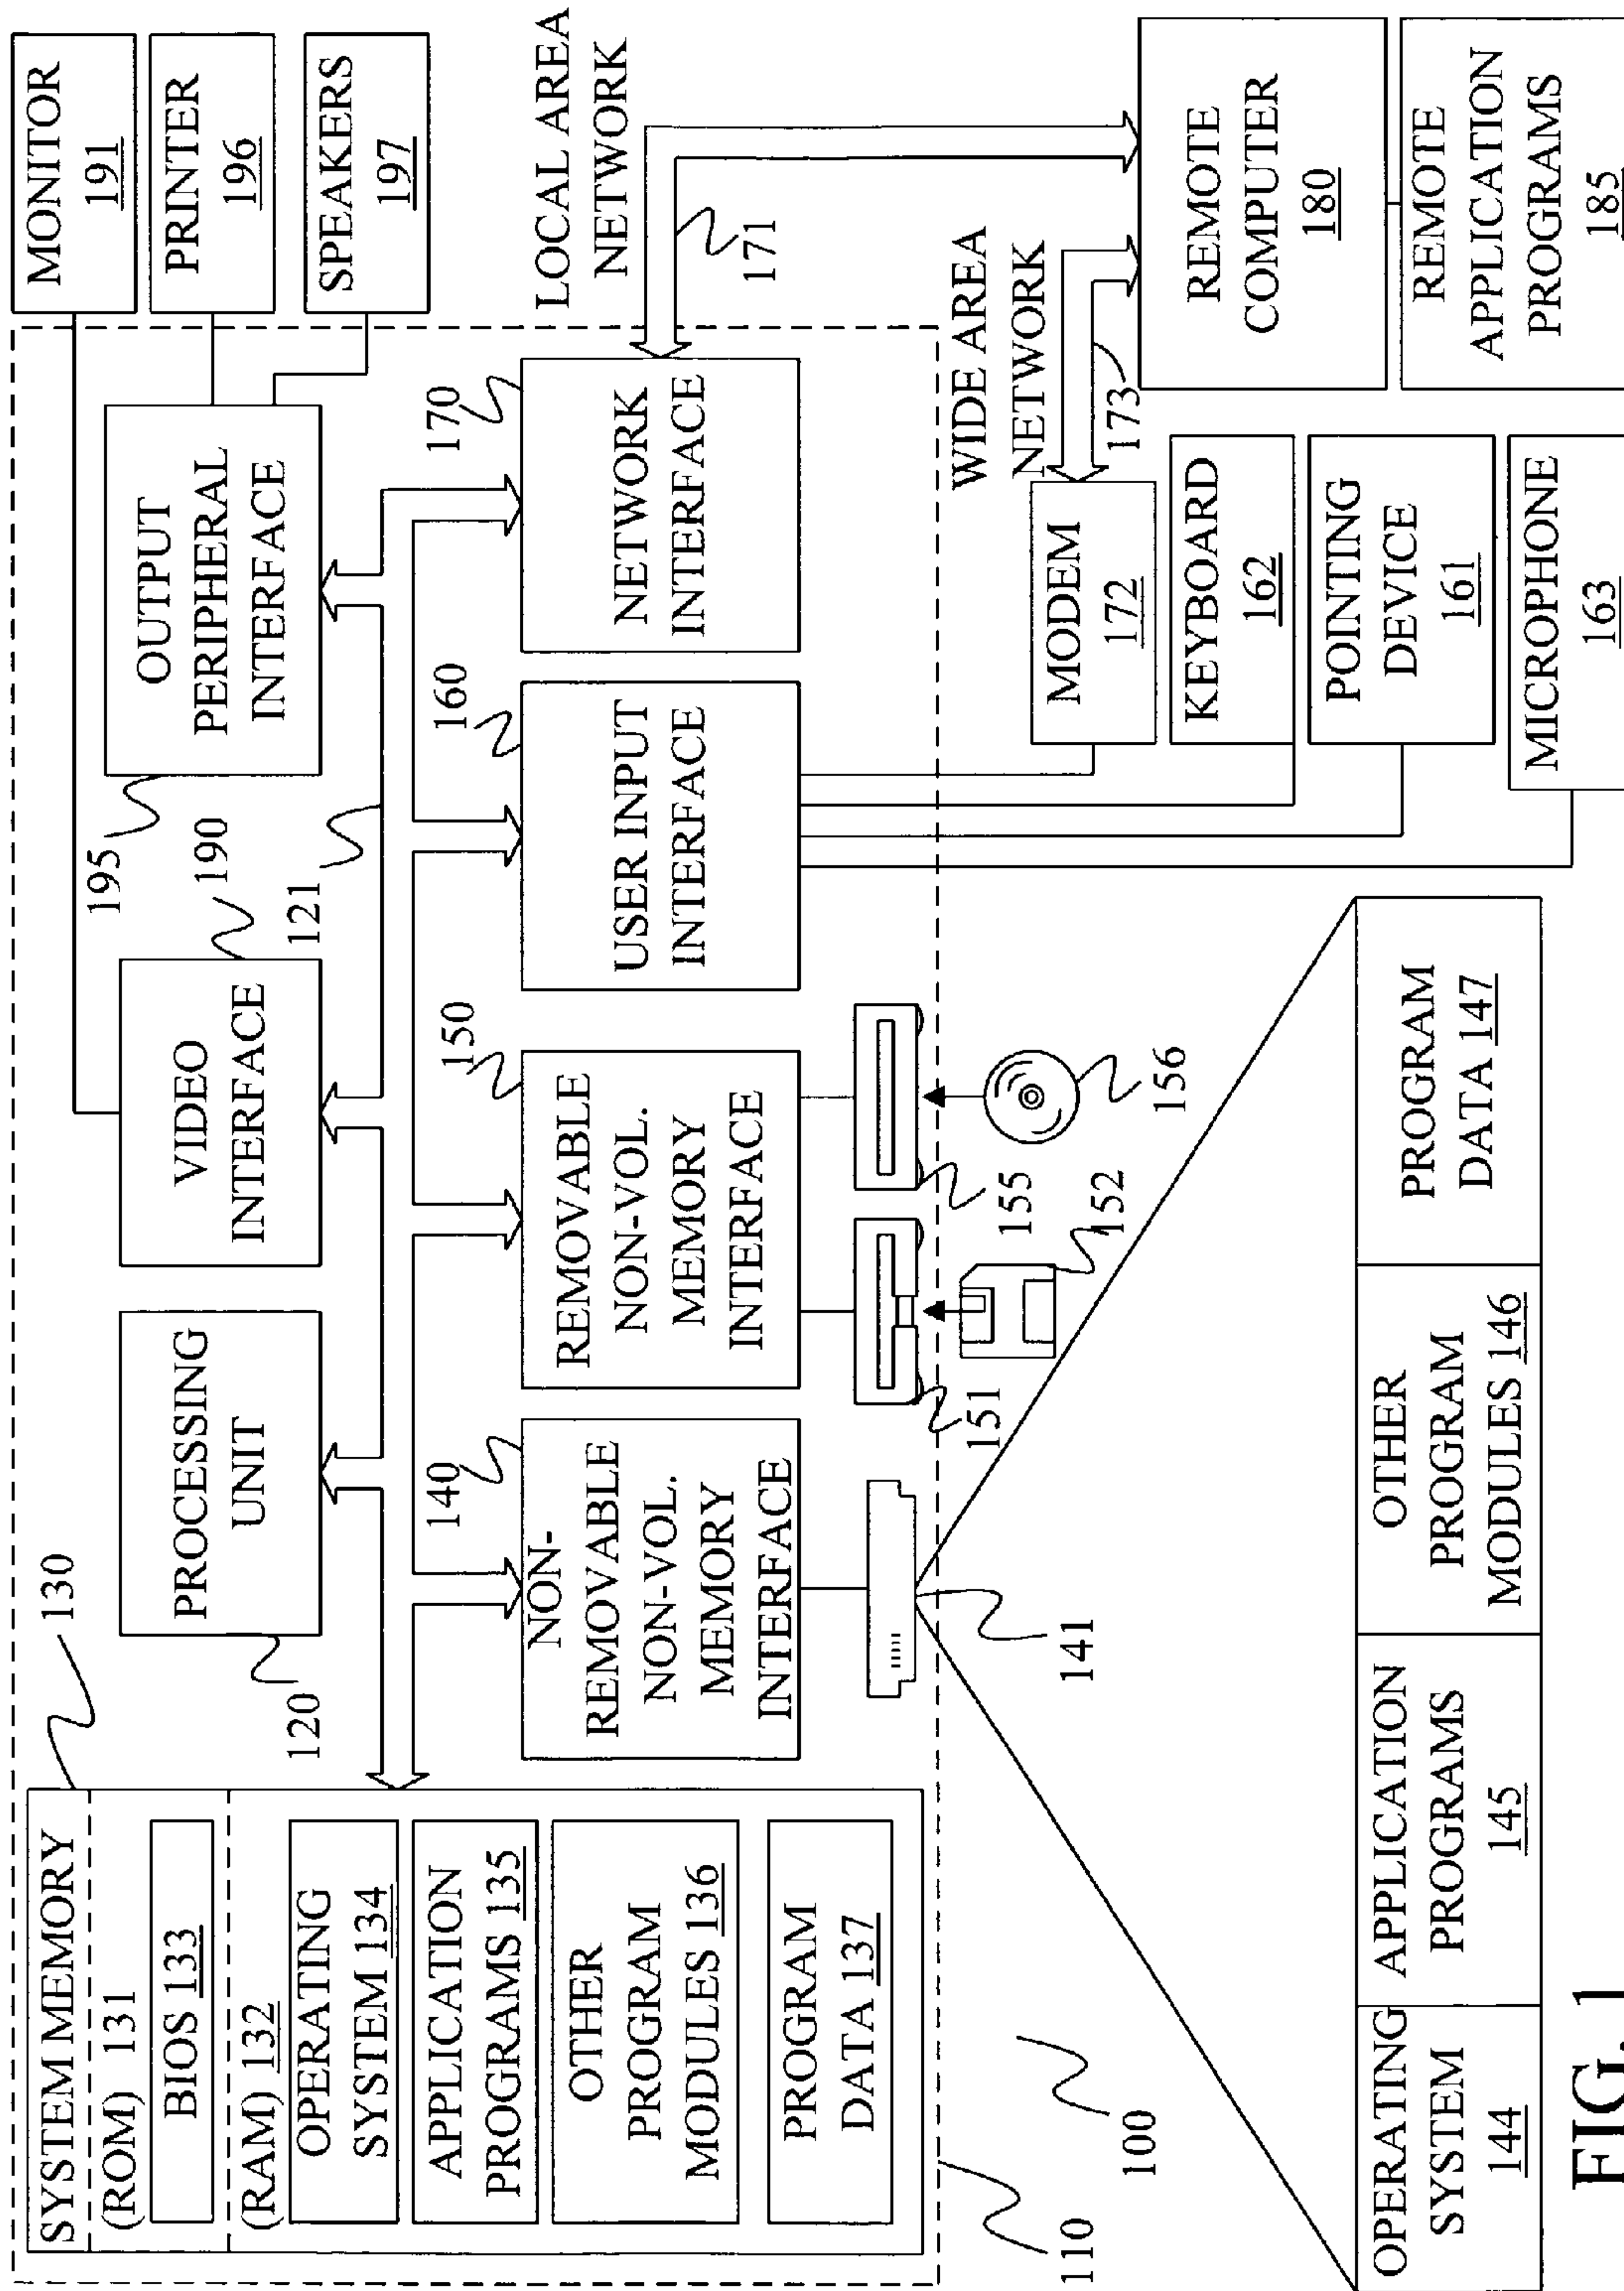 SYSTEM MEMORY
(ROM) 131
BIOS 133
(RAM) 132
OPERATING
SYSTEM 134
APPLICATION
PROGRAMS 135
OTHER
PROGRAM
MODULES 136
PROGRAM
DATA 137
130
PROCESSING
UNIT
120
VIDEO
INTERFACE
190
121
OUTPUT
PERIPHERAL
INTERFACE
195
MONITOR
191
PRINTER
196
SPEAKERS
197
NON-
REMOVABLE
NON-VOL.
MEMORY
INTERFACE
140
REMOVABLE
NON-VOL.
MEMORY
INTERFACE
150
USER INPUT
INTERFACE
160
NETWORK
INTERFACE
170
LOCAL AREA
NETWORK
171
141
151
152
155
156
WIDE AREA
NETWORK
173
MODEM
172
KEYBOARD
162
POINTING
DEVICE
161
MICROPHONE
163
REMOTE
COMPUTER
180
REMOTE
APPLICATION
PROGRAMS
185
110
100
OPERATING
SYSTEM
144
APPLICATION
PROGRAMS
145
OTHER
PROGRAM
MODULES 146
PROGRAM
DATA 147
FIG. 1